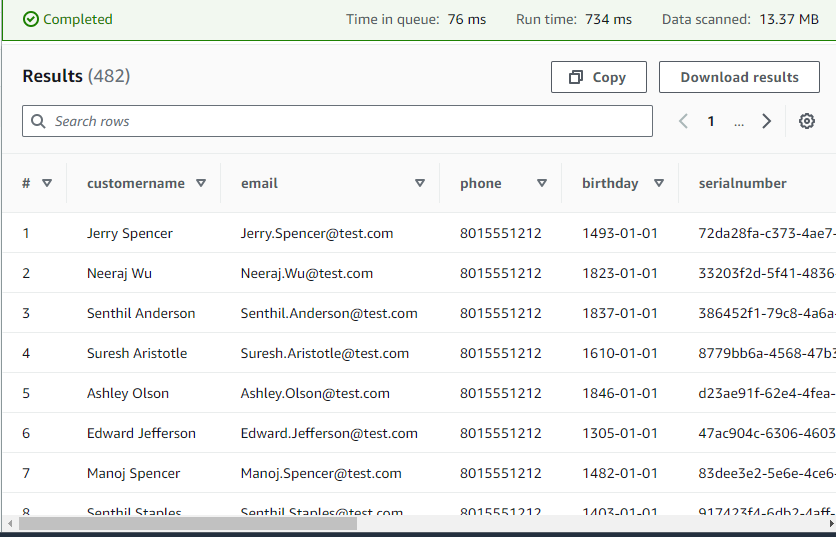 Completed Time in queue: 76 ms Run time: 734 ms Data scanned: 13.37 MB
Results (482) Copy Download results
Search rows 1 ...
# customername email phone birthday serialnumber
1 Jerry Spencer Jerry.Spencer@test.com 8015551212 1493-01-01 72da28fa-c373-4ae7-
2 Neeraj Wu Neeraj.Wu@test.com 8015551212 1823-01-01 33203f2d-5f41-4836
3 Senthil Anderson Senthil.Anderson@test.com 8015551212 1837-01-01 386452f1-79c8-4a6a-
4 Suresh Aristotle Suresh.Aristotle@test.com 8015551212 1610-01-01 8779bb6a-4568-47b3
5 Ashley Olson Ashley.Olson@test.com 8015551212 1846-01-01 d23ae91f-62e4-4fea-
6 Edward Jefferson Edward.Jefferson@test.com 8015551212 1305-01-01 47ac904c-6306-4603
7 Manoj Spencer Manoj.Spencer@test.com 8015551212 1482-01-01 83dee3e2-5e6e-4ce6-
8 Senthil Staples Senthil.Staples@test.com 8015551212 1403-01-01 917423f4-6db2-4aff-